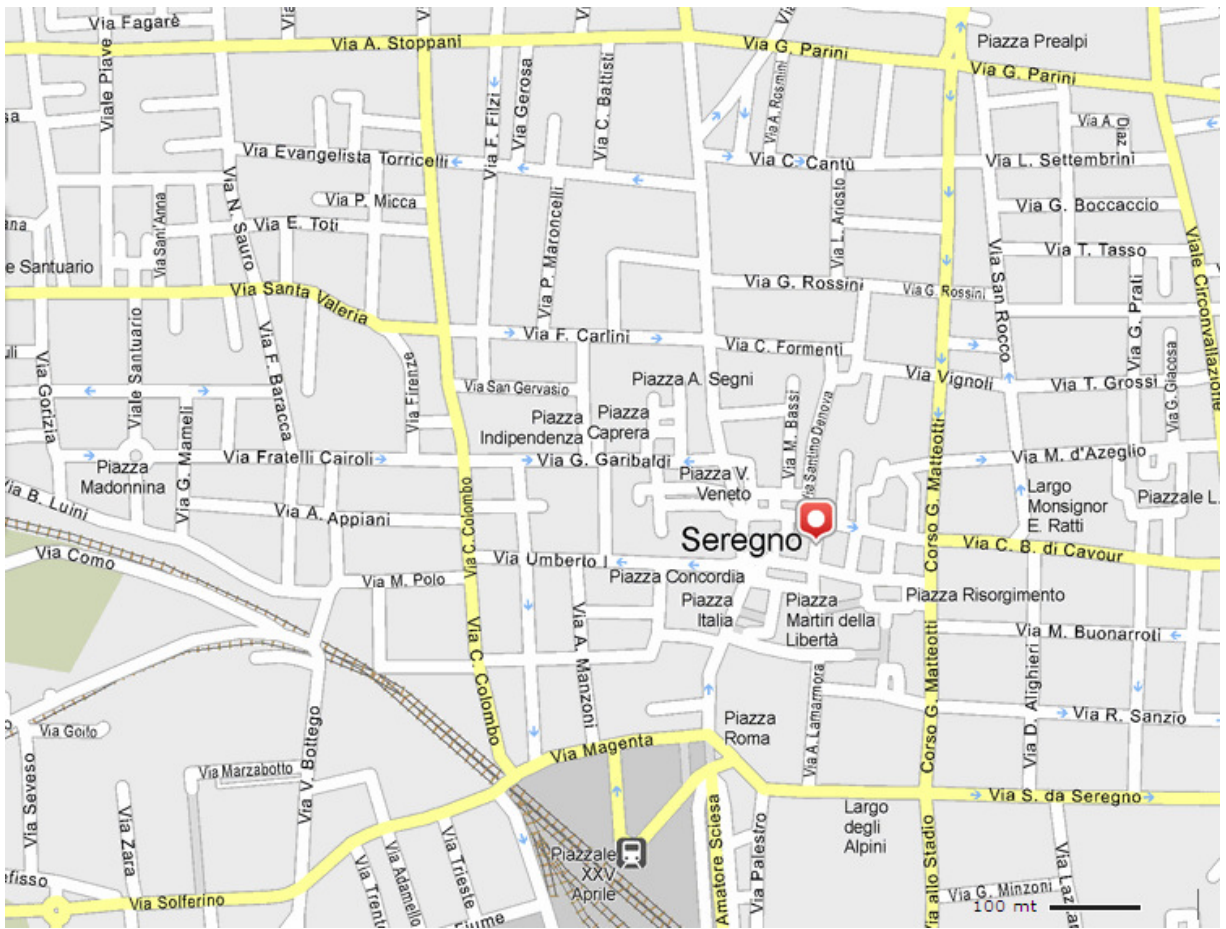 Via Fagarè
Via A. Stoppani
Via G. Parini
Piazza Prealpi
Via G. Parini
Viale Piave
Via F. Filzi
Via Gerosa
Via C. Battisti
Via A. Rosmini
Via A.
Diaz
Via Evangelista Torricelli
Via C. Cantù
Via L. Settembrini
Via P. Micca
Via G. Boccaccio
Via Sant'Anna
Via N. Sauro
Via E. Toti
Via P. Maroncelli
Via L. Ariosto
Via San Rocco
Via T. Tasso
Viale Circonvallazione
e Santuario
Via Santa Valeria
Via G. Rossini
Via G. Rossini
Via G. Prati
Via F. Carlini
Via C. Formenti
Via Gorizia
Viale Santuario
Via F. Baracca
Via Firenze
Via San Gervasio
Piazza A. Segni
Via Vignoli
Via T. Grossi
Via G. Giacosa
Via G. Mameli
Piazza
Indipendenza
Piazza
Caprera
Via M. Bassi
Via Santino Denova
Corso G. Matteotti
Piazza
Madonnina
Via Fratelli Cairoli
Via G. Garibaldi
Piazza V.
Veneto
Via M. d'Azeglio
Largo
Monsignor
E. Ratti
Piazzale L.
Via B. Luini
Via A. Appiani
Via C. Colombo
Seregno
Via Como
Via M. Polo
Via Umberto I
Piazza Concordia
Via C. B. di Cavour
Piazza
Italia
Piazza
Martiri della
Libertà
Piazza Risorgimento
Via M. Buonarroti
Via C. Colombo
Via A. Manzoni
Via A. Lamarmora
Corso G. Matteotti
Via D. Alighieri
Via R. Sanzio
Via Goito
Via Magenta
Piazza
Roma
Via Seveso
Via Marzabotto
Via V. Bottego
Via S. da Seregno
Via Zara
Largo
degli
Alpini
Piazzale
XXV
Aprile
Amatore Sciesa
Via Palestro
Via allo Stadio
Via Solferino
Via Trento
Via Adamello
Via Trieste
Fiume
Via G. Minzoni
100 mt